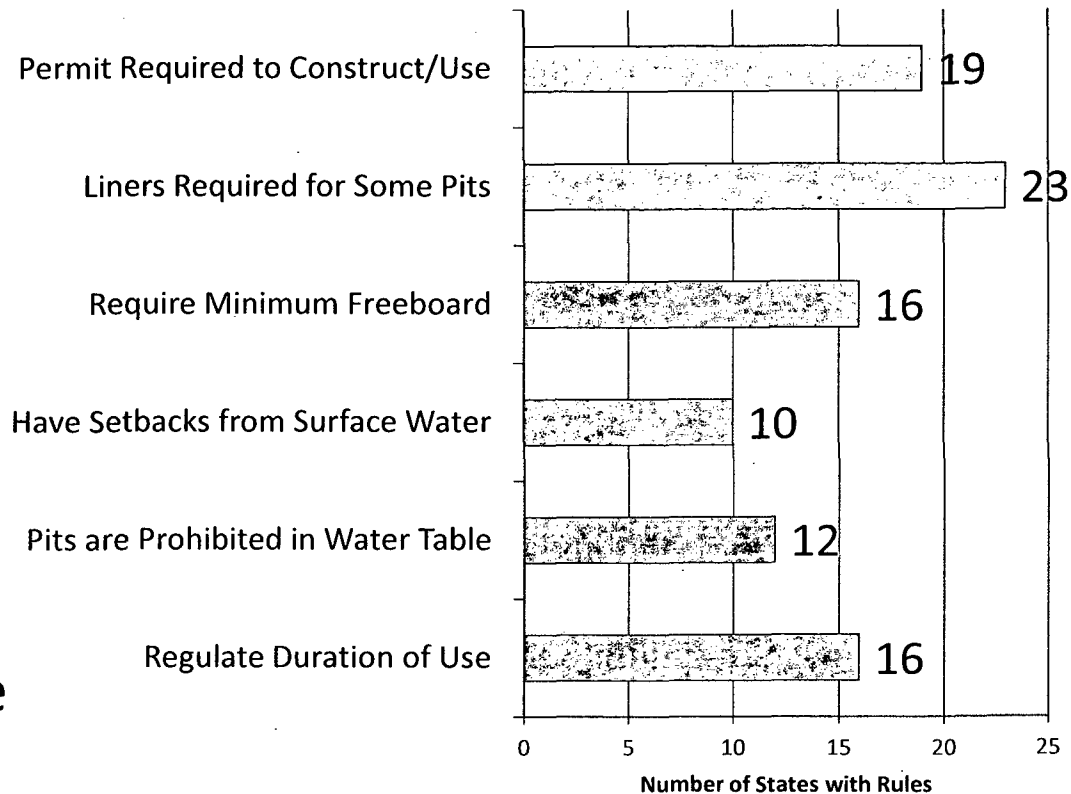 Permit Required to Construct/Use 19
Liners Required for Some Pits 23
Require Minimum Freeboard 16
Have Setbacks from Surface Water 10
Pits are Prohibited in Water Table 12
Regulate Duration of Use 16
e
0 5 10 15 20 25
Number of States with Rules